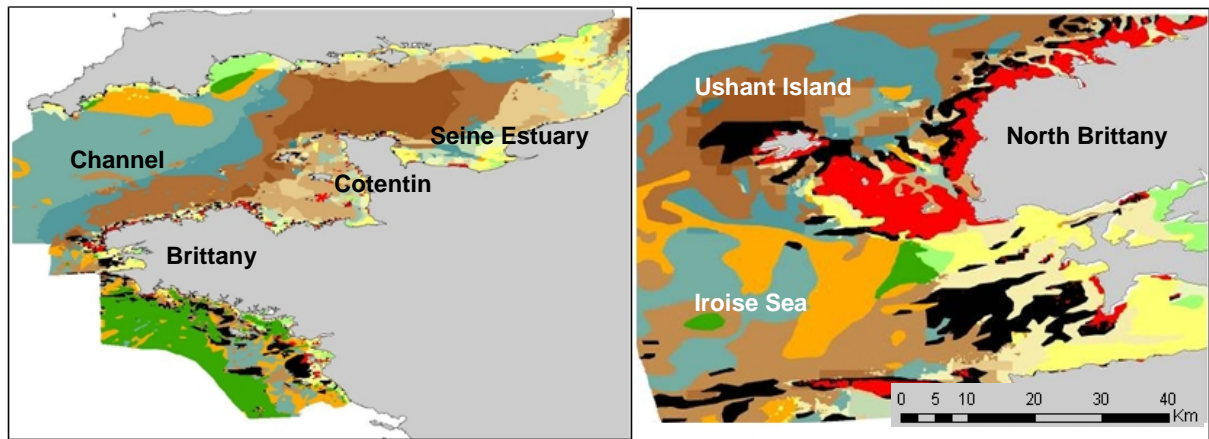 Channel
Seine Estuary
Cotentin
Brittany
Ushant Island
North Brittany
Iroise Sea
0 5 10 20 30 40
Km